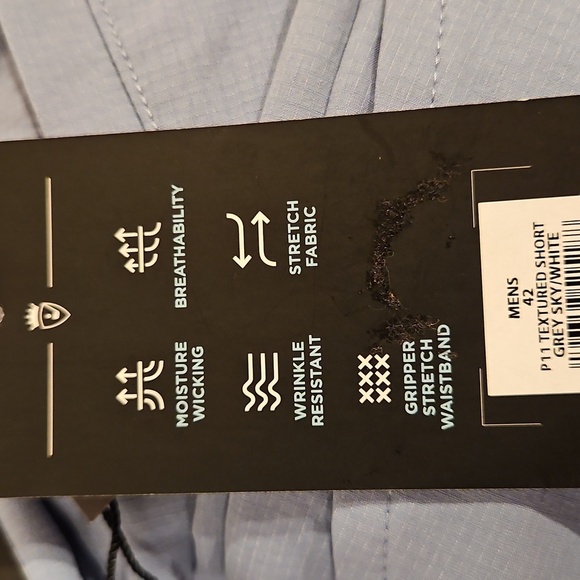 MOISTURE
WICKING
BREATHABILITY
WRINKLE
RESISTANT
STRETCH
FABRIC
GRIPPER
STRETCH
WAISTBAND
MENS
42
P11 TEXTURED SHORT
GREY SKY/WHITE